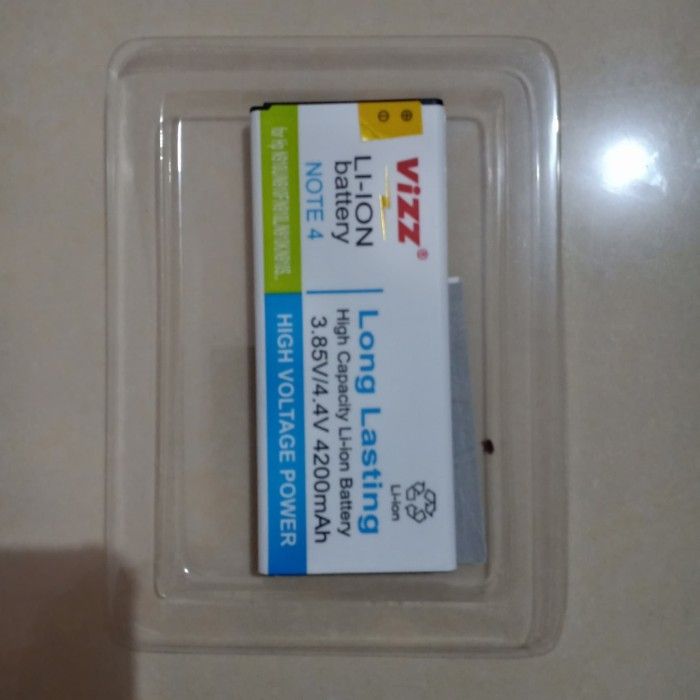 Vizz®
LI-ION
battery
NOTE 4
Long Lasting
High Capacity Li-ion Battery
3.85V/4.4V 4200mAh
Li-ion
HIGH VOLTAGE POWER